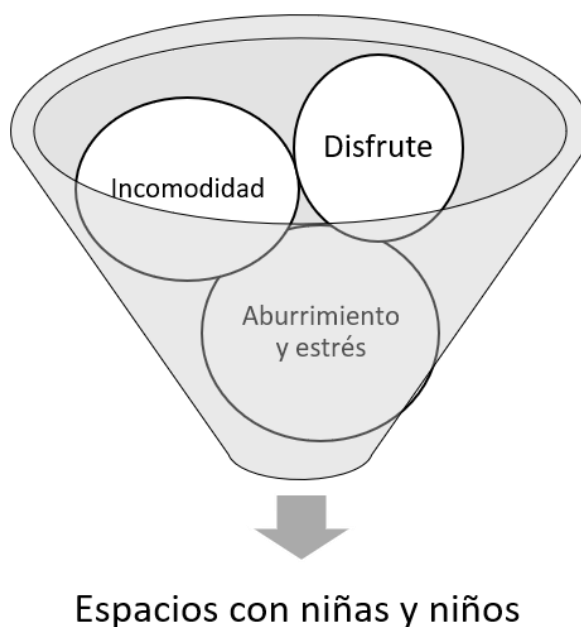 Disfrute
Incomodidad
Aburrimiento
y estrés
Espacios con niñas y niños